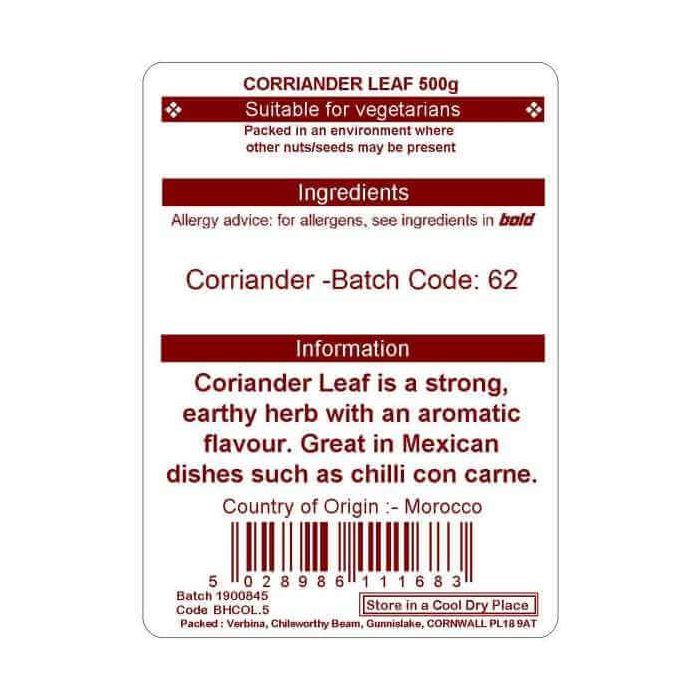 CORRIANDER LEAF 500g
Suitable for vegetarians
Packed in an environment where
other nuts/seeds may be present
Ingredients
Allergy advice: for allergens, see ingredients in bold
Corriander -Batch Code: 62
Information
Coriander Leaf is a strong,
earthy herb with an aromatic
flavour. Great in Mexican
dishes such as chilli con carne.
Country of Origin :- Morocco
5 028986 111683
Batch 1900845
Code BHCOL.5
Store in a Cool Dry Place
Packed : Verbina, Chileworthy Beam, Gunnislake, CORNWALL PL18 9AT